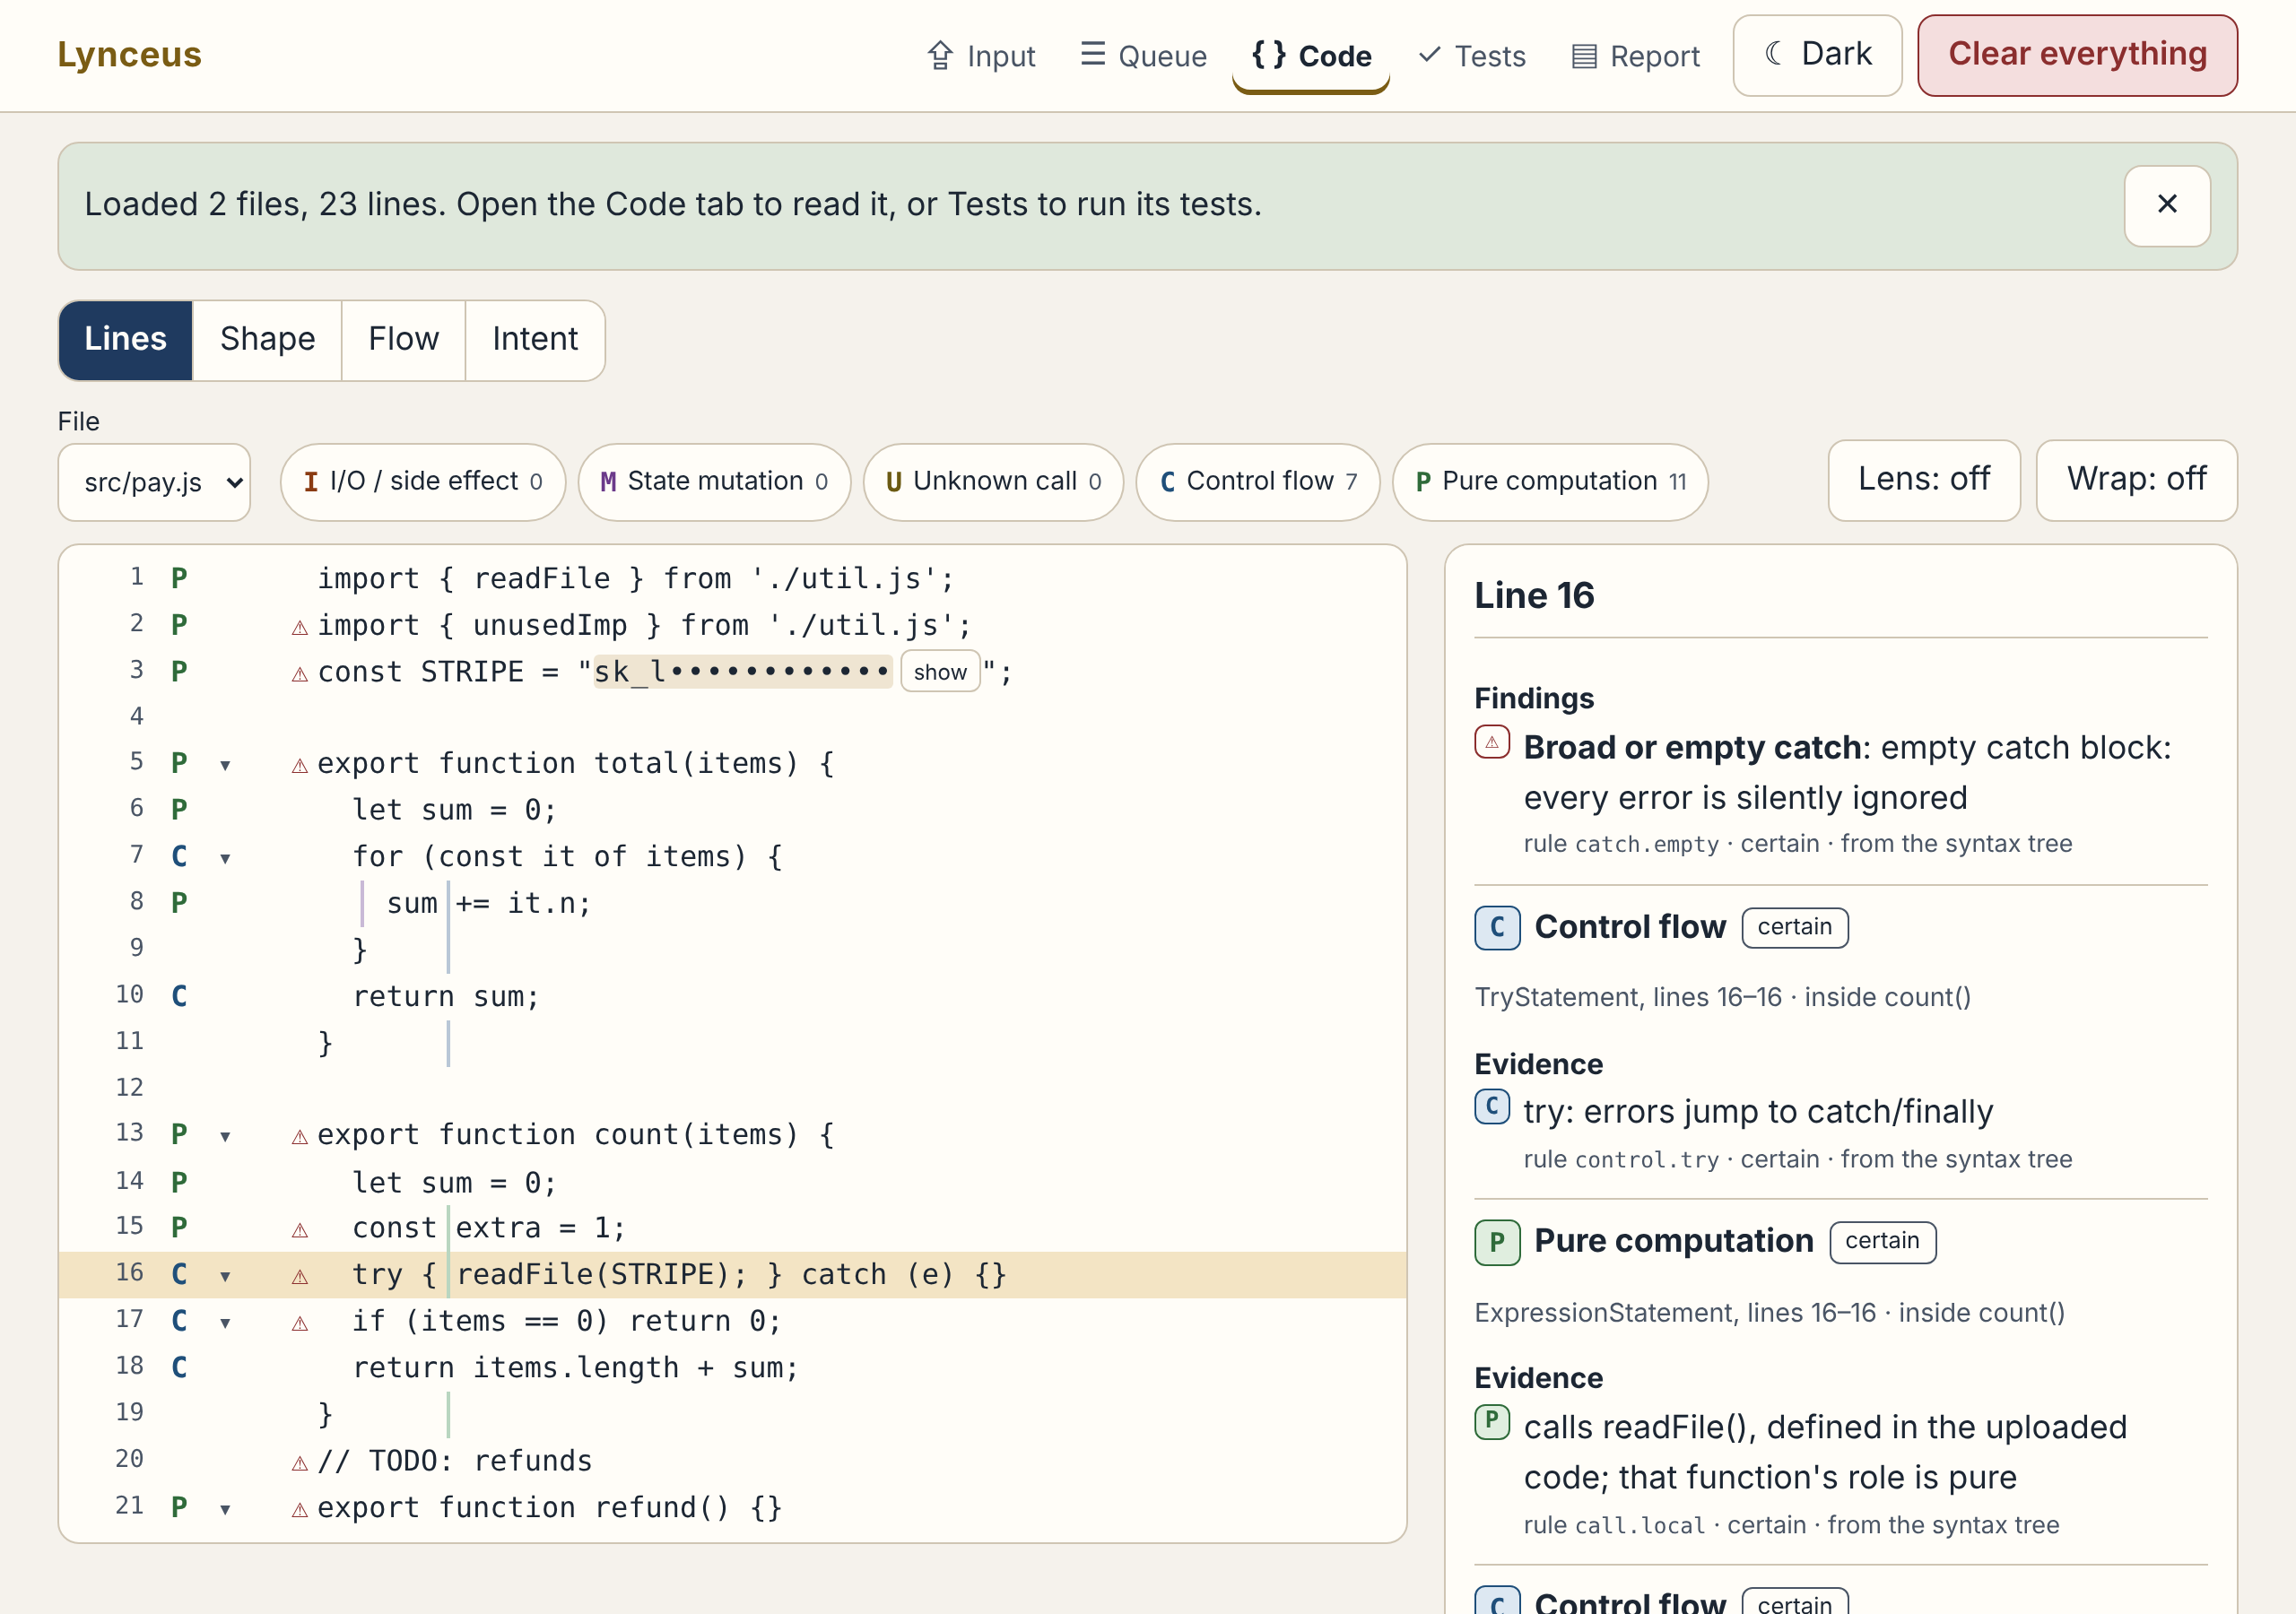 Lynceus
Input Queue { } Code Tests Report ☾ Dark Clear everything
Loaded 2 files, 23 lines. Open the Code tab to read it, or Tests to run its tests. ✕
Lines Shape Flow Intent
File
src/pay.js I I/O / side effect 0 M State mutation 0 U Unknown call 0 C Control flow 7 P Pure computation 11 Lens: off Wrap: off
1 P import { readFile } from './util.js';
2 P ⚠ import { unusedImp } from './util.js';
3 P ⚠ const STRIPE = "sk_l•••••••••••••show";
4
5 P ▾ ⚠ export function total(items) {
6 P let sum = 0;
7 C ▾ for (const it of items) {
8 P sum += it.n;
9 }
10 C return sum;
11 }
12
13 P ▾ ⚠ export function count(items) {
14 P let sum = 0;
15 P ⚠ const extra = 1;
16 C ▾ ⚠ try { readFile(STRIPE); } catch (e) {}
17 C ▾ ⚠ if (items == 0) return 0;
18 C return items.length + sum;
19 }
20 ⚠ // TODO: refunds
21 P ▾ ⚠ export function refund() {}
Line 16
Findings
⚠ Broad or empty catch: empty catch block:
every error is silently ignored
rule catch.empty · certain · from the syntax tree
C Control flow certain
TryStatement, lines 16–16 · inside count()
Evidence
C try: errors jump to catch/finally
rule control.try · certain · from the syntax tree
P Pure computation certain
ExpressionStatement, lines 16–16 · inside count()
Evidence
P calls readFile(), defined in the uploaded
code; that function's role is pure
rule call.local · certain · from the syntax tree
C Control flow certain